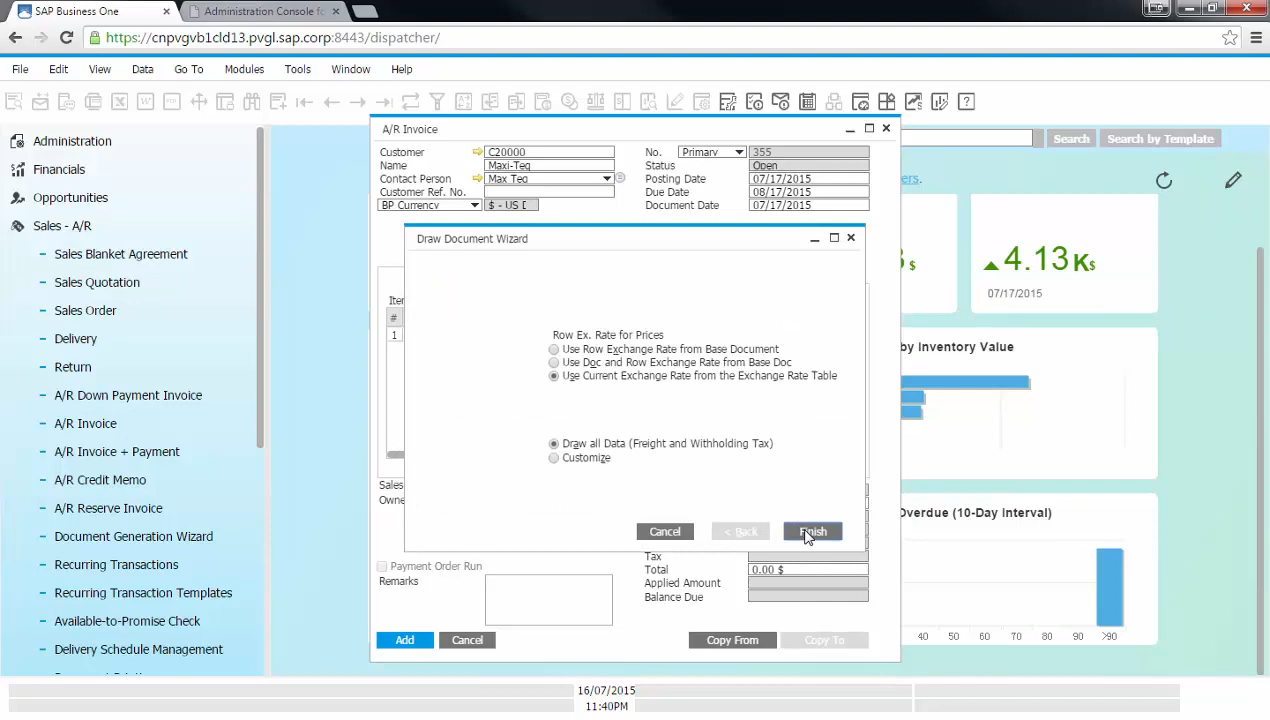 SAP Business One
Administration Console fo
https://cnpvgvb1cld13.pvgl.sap.corp:8443/dispatcher/
File Edit View Data Go To Modules Tools Window Help
Administration
Financials
Opportunities
Sales - A/R
Sales Blanket Agreement
Sales Quotation
Sales Order
Delivery
Return
A/R Down Payment Invoice
A/R Invoice
A/R Invoice + Payment
A/R Credit Memo
A/R Reserve Invoice
Document Generation Wizard
Recurring Transactions
Recurring Transaction Templates
Available-to-Promise Check
Delivery Schedule Management
A/R Invoice
Customer C20000
Name Maxi-Teq
Contact Person Max Teq
Customer Ref. No.
BP Currency $ - US
No. Primary 355
Status Open
Posting Date 07/17/2015
Due Date 08/17/2015
Document Date 07/17/2015
Draw Document Wizard
Row Ex. Rate for Prices
Use Row Exchange Rate from Base Document
Use Doc and Row Exchange Rate from Base Doc
Use Current Exchange Rate from the Exchange Rate Table
Draw all Data (Freight and Withholding Tax)
Customize
Cancel < Back Finish
Iter
#
1
Sales
Owne
Tax
Total 0.00 $
Applied Amount
Balance Due
Payment Order Run
Remarks
Add Cancel Copy From Copy To
Search Search by Template
ers.
$
4.13 K$
07/17/2015
by Inventory Value
Overdue (10-Day interval)
40 50 60 70 80 90 >90
16/07/2015
11:40PM